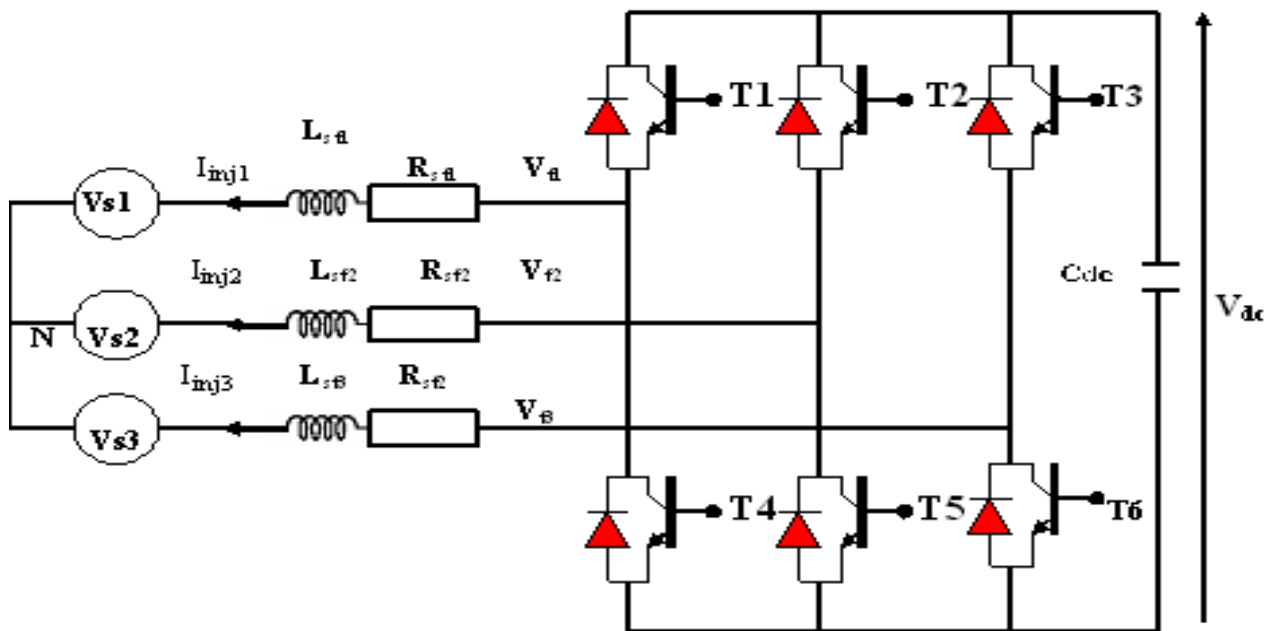 T1 T2 T3
Lsf1
Iinj1 Rsf1 Vf1
Vs1
Iinj2 Lsf2 Rsf2 Vf2
Cdc
Vdc
N Vs2
Iinj3 Lsf3 Rsf2
Vf3
Vs3
T4 T5 T6